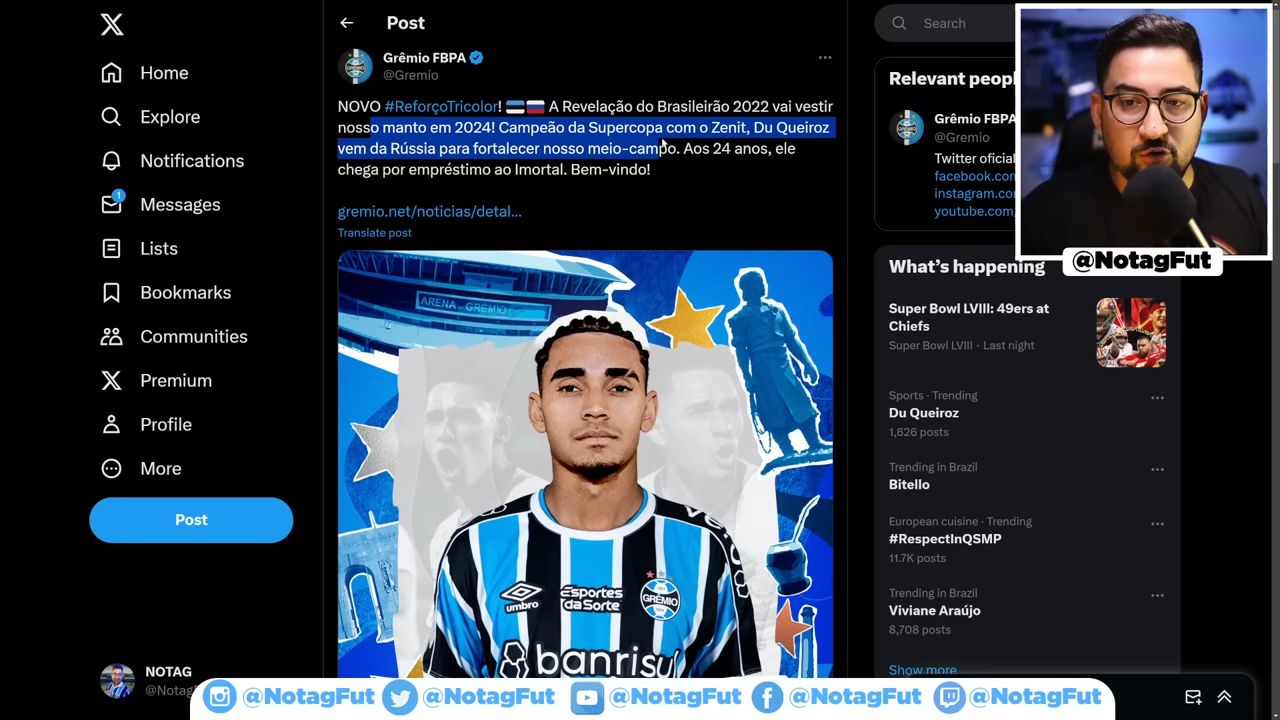 Home
Explore
Notifications
1
Messages
Lists
Bookmarks
Communities
Premium
Profile
More
Post
NOTAG
Post
Grêmio FBPA
@Gremio
NOVO #ReforçoTricolor! A Revelação do Brasileirão 2022 vai vestir
nosso manto em 2024! Campeão da Supercopa com o Zenit, Du Queiroz
vem da Rússia para fortalecer nosso meio-campo. Aos 24 anos, ele
chega por empréstimo ao Imortal. Bem-vindo!
gremio.net/noticias/detal...
Translate post
ARENA - GRÊMIO
umbro
Esportes
da Sorte
GRÊMIO
banrisul
Search
Grêmio FBPA
@Gremio
facebook.com
instagram.co
youtube.com
@NotagFut
What's happening
Super Bowl LVIII: 49ers at
Chiefs
Super Bowl LVIII · Last night
Sports · Trending
Du Queiroz
1,626 posts
Trending in Brazil
Bitello
European cuisine · Trending
#RespectInQSMP
11.7K posts
Trending in Brazil
Viviane Araújo
8,708 posts
Show more
@NotagFut @NotagFut @NotagFut @NotagFut @NotagFut